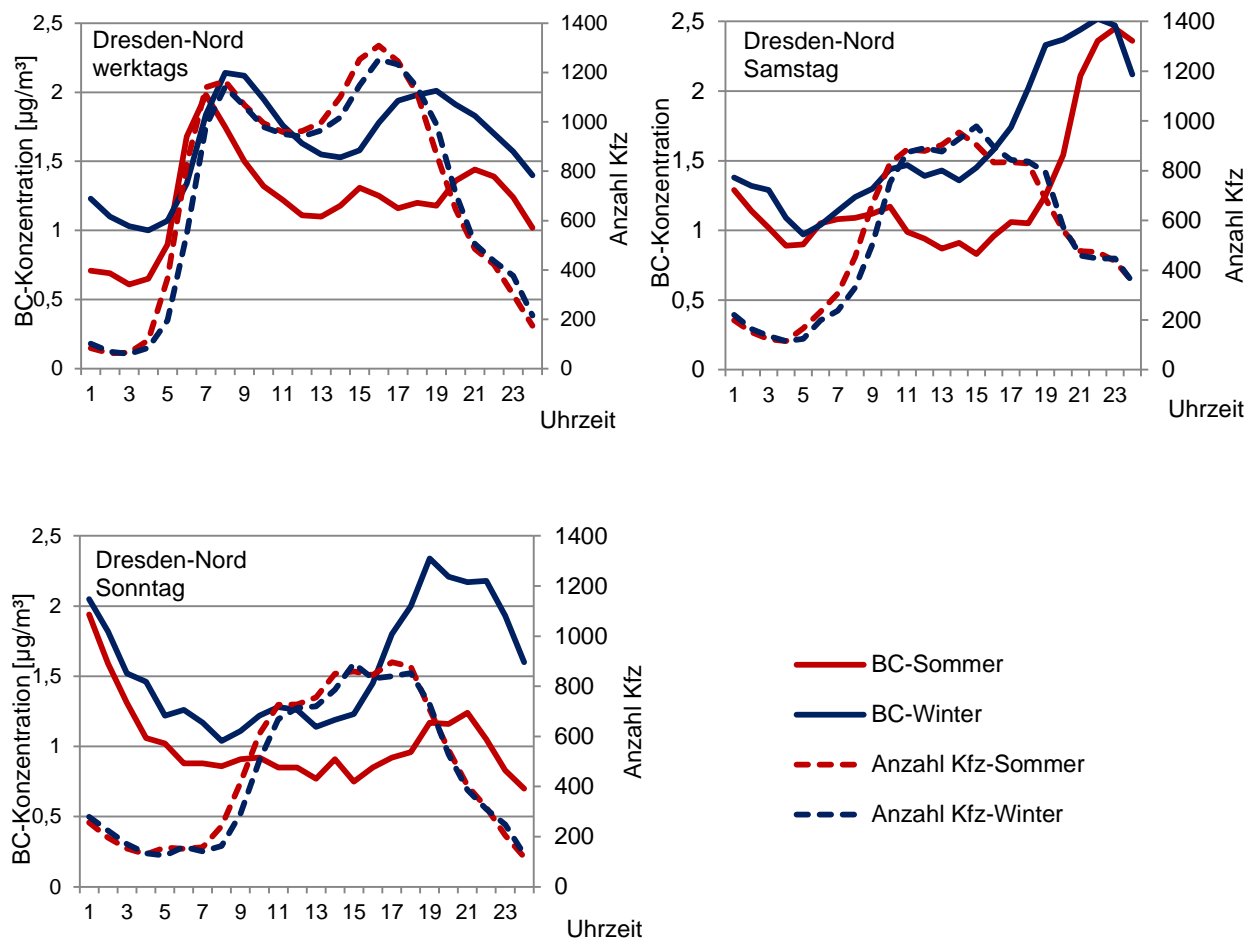 Dresden-Nord
werktags
BC-Konzentration [µg/m³]
2,5
2
1,5
1
0,5
0
1400
1200
1000
800
600
400
200
0
Anzahl Kfz
1 3 5 7 9 11 13 15 17 19 21 23
Uhrzeit
Dresden-Nord
Samstag
BC-Konzentration
2,5
2
1,5
1
0,5
0
1400
1200
1000
800
600
400
200
0
Anzahl Kfz
1 3 5 7 9 11 13 15 17 19 21 23
Uhrzeit
Dresden-Nord
Sonntag
BC-Konzentration [µg/m³]
2,5
2
1,5
1
0,5
0
1400
1200
1000
800
600
400
200
0
Anzahl Kfz
1 3 5 7 9 11 13 15 17 19 21 23
Uhrzeit
BC-Sommer
BC-Winter
Anzahl Kfz-Sommer
Anzahl Kfz-Winter